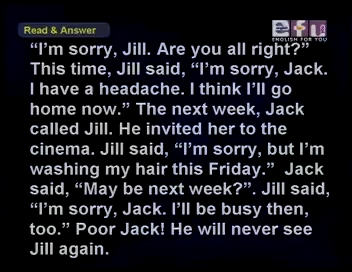 Read & Answer
efu
ENGLISH FOR YOU
“I’m sorry, Jill. Are you all right?”
This time, Jill said, “I’m sorry, Jack.
I have a headache. I think I’ll go
home now.” The next week, Jack
called Jill. He invited her to the
cinema. Jill said, “I’m sorry, but I’m
washing my hair this Friday.”  Jack
said, “May be next week?”. Jill said,
“I’m sorry, Jack. I’ll be busy then,
too.” Poor Jack! He will never see
Jill again.